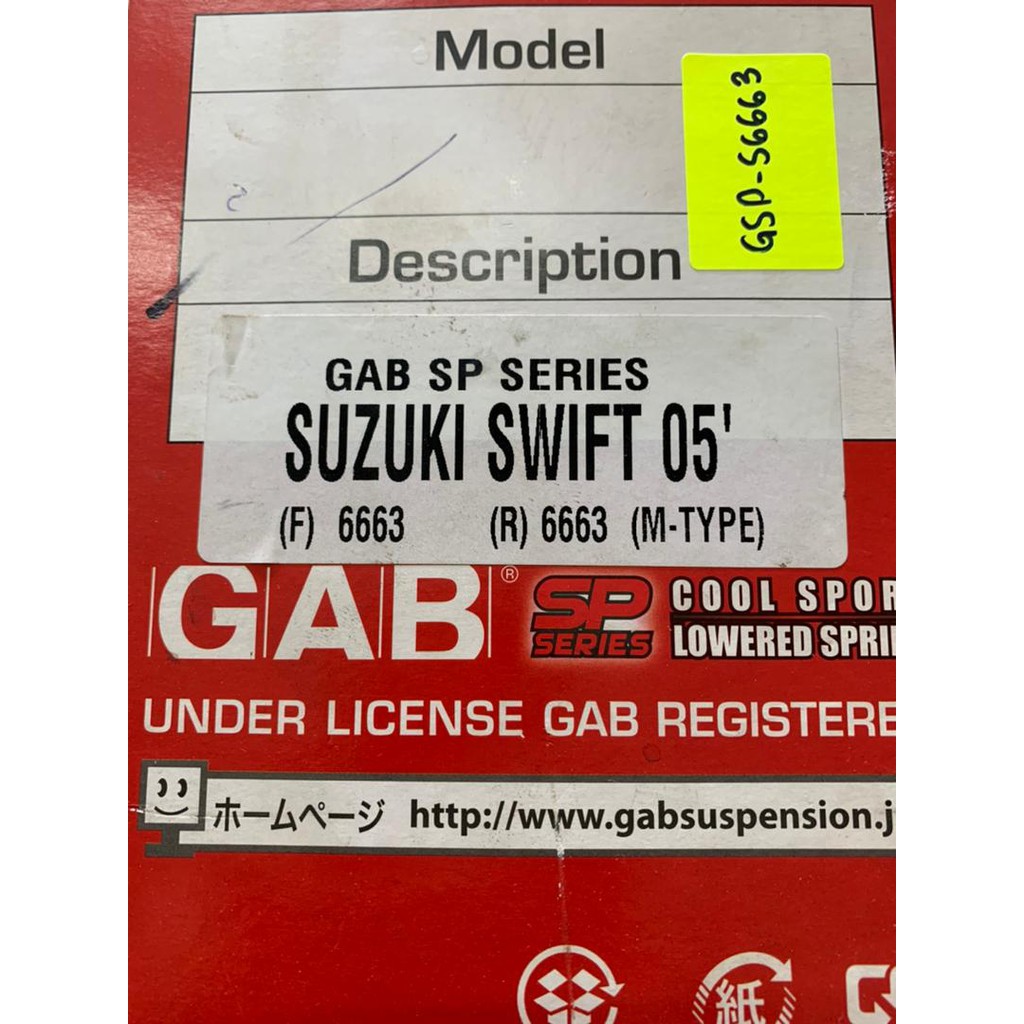 Model
GSP-S6663
Description
GAB SP SERIES
SUZUKI SWIFT 05'
(F) 6663 (R) 6663 (M-TYPE)
GAB®
SP SERIES
COOL SPOR
LOWERED SPRI
UNDER LICENSE GAB REGISTERE
ホームページ http://www.gabsuspension.j
紙